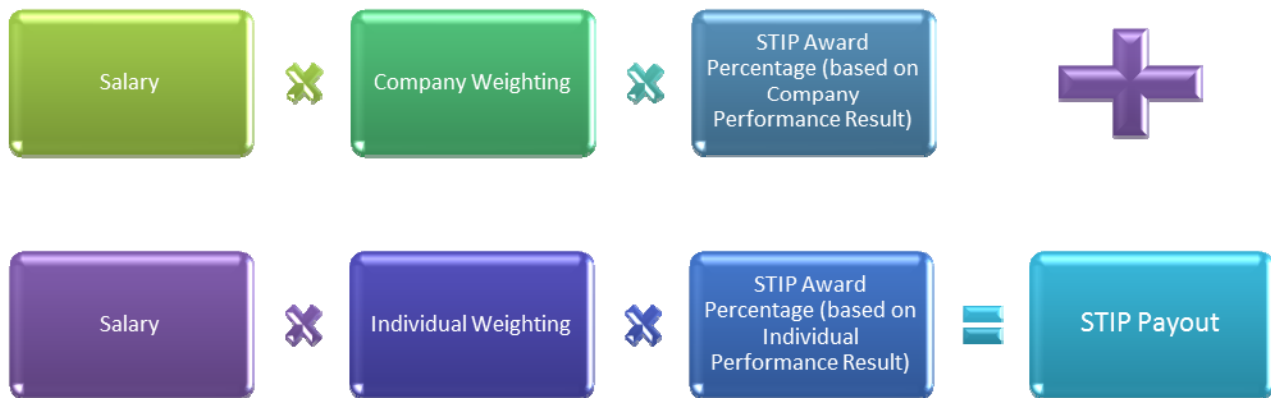 Salary
Company Weighting
STIP Award
Percentage (based on
Company
Performance Result)
Salary
Individual Weighting
STIP Award
Percentage (based on
Individual
Performance Result)
STIP Payout